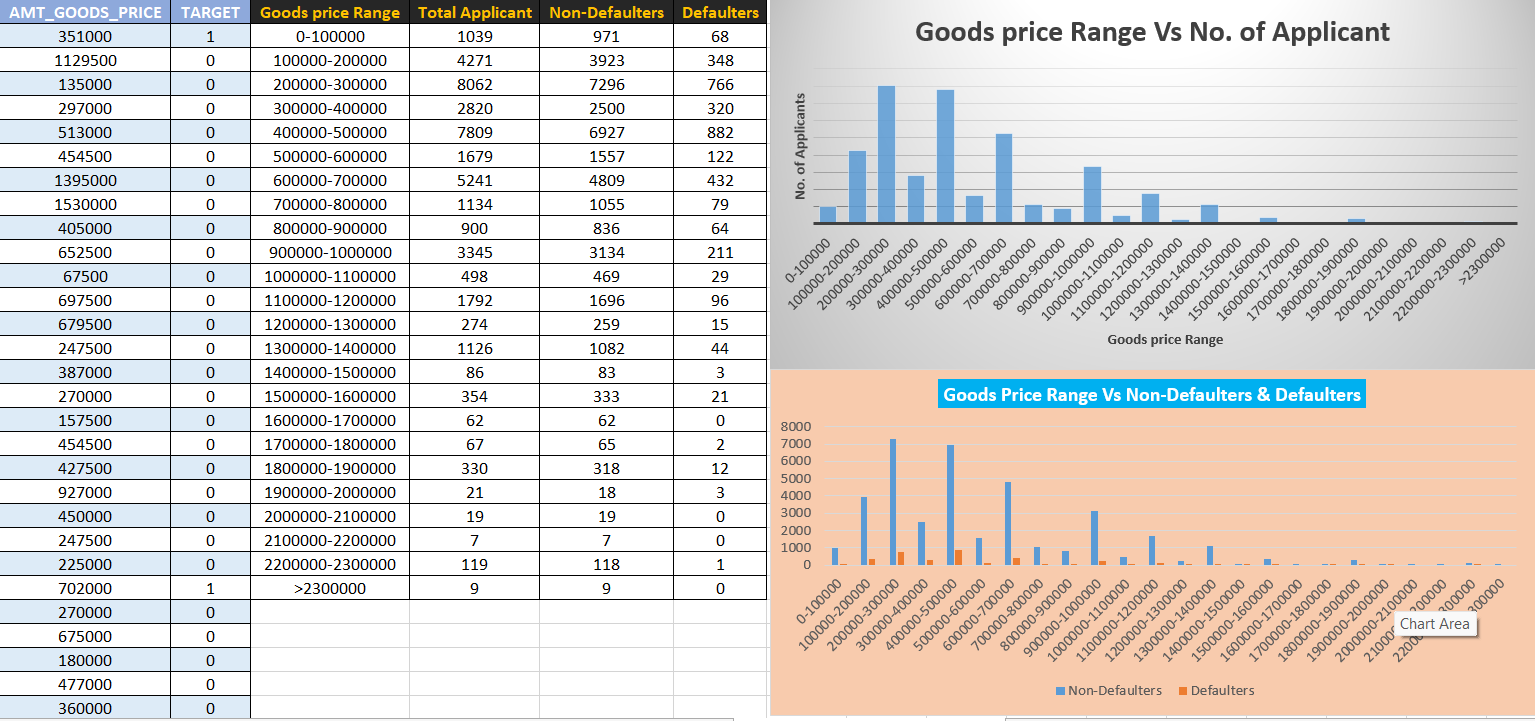 AMT_GOODS_PRICE TARGET Goods price Range Total Applicant Non-Defaulters Defaulters
351000 1 0-100000 1039 971 68
1129500 0 100000-200000 4271 3923 348
135000 0 200000-300000 8062 7296 766
297000 0 300000-400000 2820 2500 320
513000 0 400000-500000 7809 6927 882
454500 0 500000-600000 1679 1557 122
1395000 0 600000-700000 5241 4809 432
1530000 0 700000-800000 1134 1055 79
405000 0 800000-900000 900 836 64
652500 0 900000-1000000 3345 3134 211
67500 0 1000000-1100000 498 469 29
697500 0 1100000-1200000 1792 1696 96
679500 0 1200000-1300000 274 259 15
247500 0 1300000-1400000 1126 1082 44
387000 0 1400000-1500000 86 83 3
270000 0 1500000-1600000 354 333 21
157500 0 1600000-1700000 62 62 0
454500 0 1700000-1800000 67 65 2
427500 0 1800000-1900000 330 318 12
927000 0 1900000-2000000 21 18 3
450000 0 2000000-2100000 19 19 0
247500 0 2100000-2200000 7 7 0
225000 0 2200000-2300000 119 118 1
702000 1 >2300000 9 9 0
270000 0
675000 0
180000 0
477000 0
360000 0
Goods price Range Vs No. of Applicant
No. of Applicants
0-100000
100000-200000
200000-300000
300000-400000
400000-500000
500000-600000
600000-700000
700000-800000
800000-900000
900000-1000000
1000000-1100000
1100000-1200000
1200000-1300000
1300000-1400000
1400000-1500000
1500000-1600000
1600000-1700000
1700000-1800000
1800000-1900000
1900000-2000000
2000000-2100000
2100000-2200000
2200000-2300000
>2300000
Goods price Range
Goods Price Range Vs Non-Defaulters & Defaulters
8000
7000
6000
5000
4000
3000
2000
1000
0
0-100000
100000-200000
200000-300000
300000-400000
400000-500000
500000-600000
600000-700000
700000-800000
800000-900000
900000-1000000
1000000-1100000
1100000-1200000
1200000-1300000
1300000-1400000
1400000-1500000
1500000-1600000
1600000-1700000
1700000-1800000
1800000-1900000
1900000-2000000
2000000-2100000
Chart Area
Non-Defaulters Defaulters